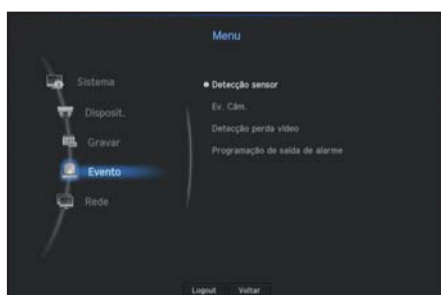 Menu
Sistema
Disposit.
Gravar
Evento
Rede
Detecção sensor
Ev. Câm.
Detecção perda vídeo
Programação de saída de alarme
Logout Voltar